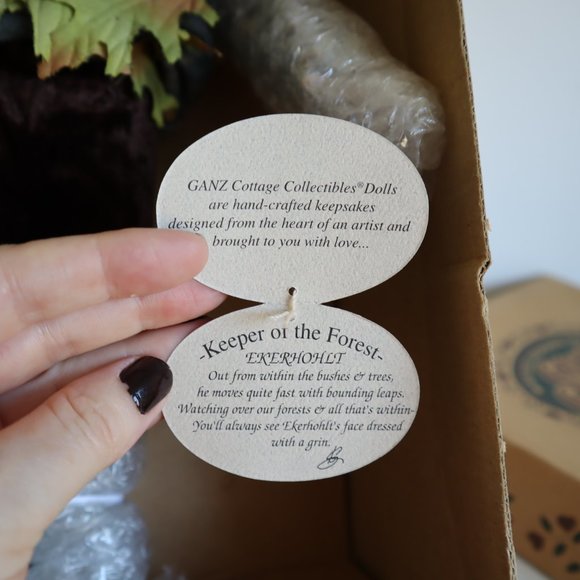 GANZ Cottage Collectibles®Dolls
are hand-crafted keepsakes
designed from the heart of an artist and
brought to you with love...
-Keeper of the Forest-
EKERHOHLT
Out from within the bushes & trees,
he moves quite fast with bounding leaps.
Watching over our forests & all that's within-
You'll always see Ekerhohlt's face dressed
with a grin.